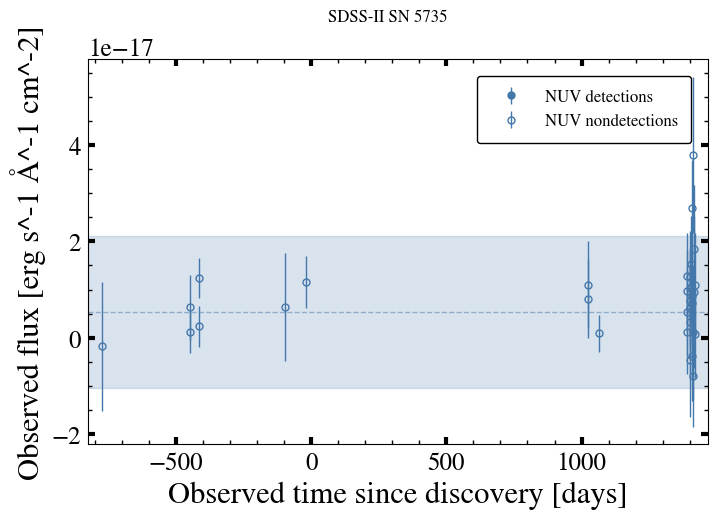 SDSS-II SN 5735
1e−17
NUV detections
NUV nondetections
4
2
0
−2
Observed flux [erg s^-1 Å^-1 cm^-2]
−500
0
500
1000
Observed time since discovery [days]